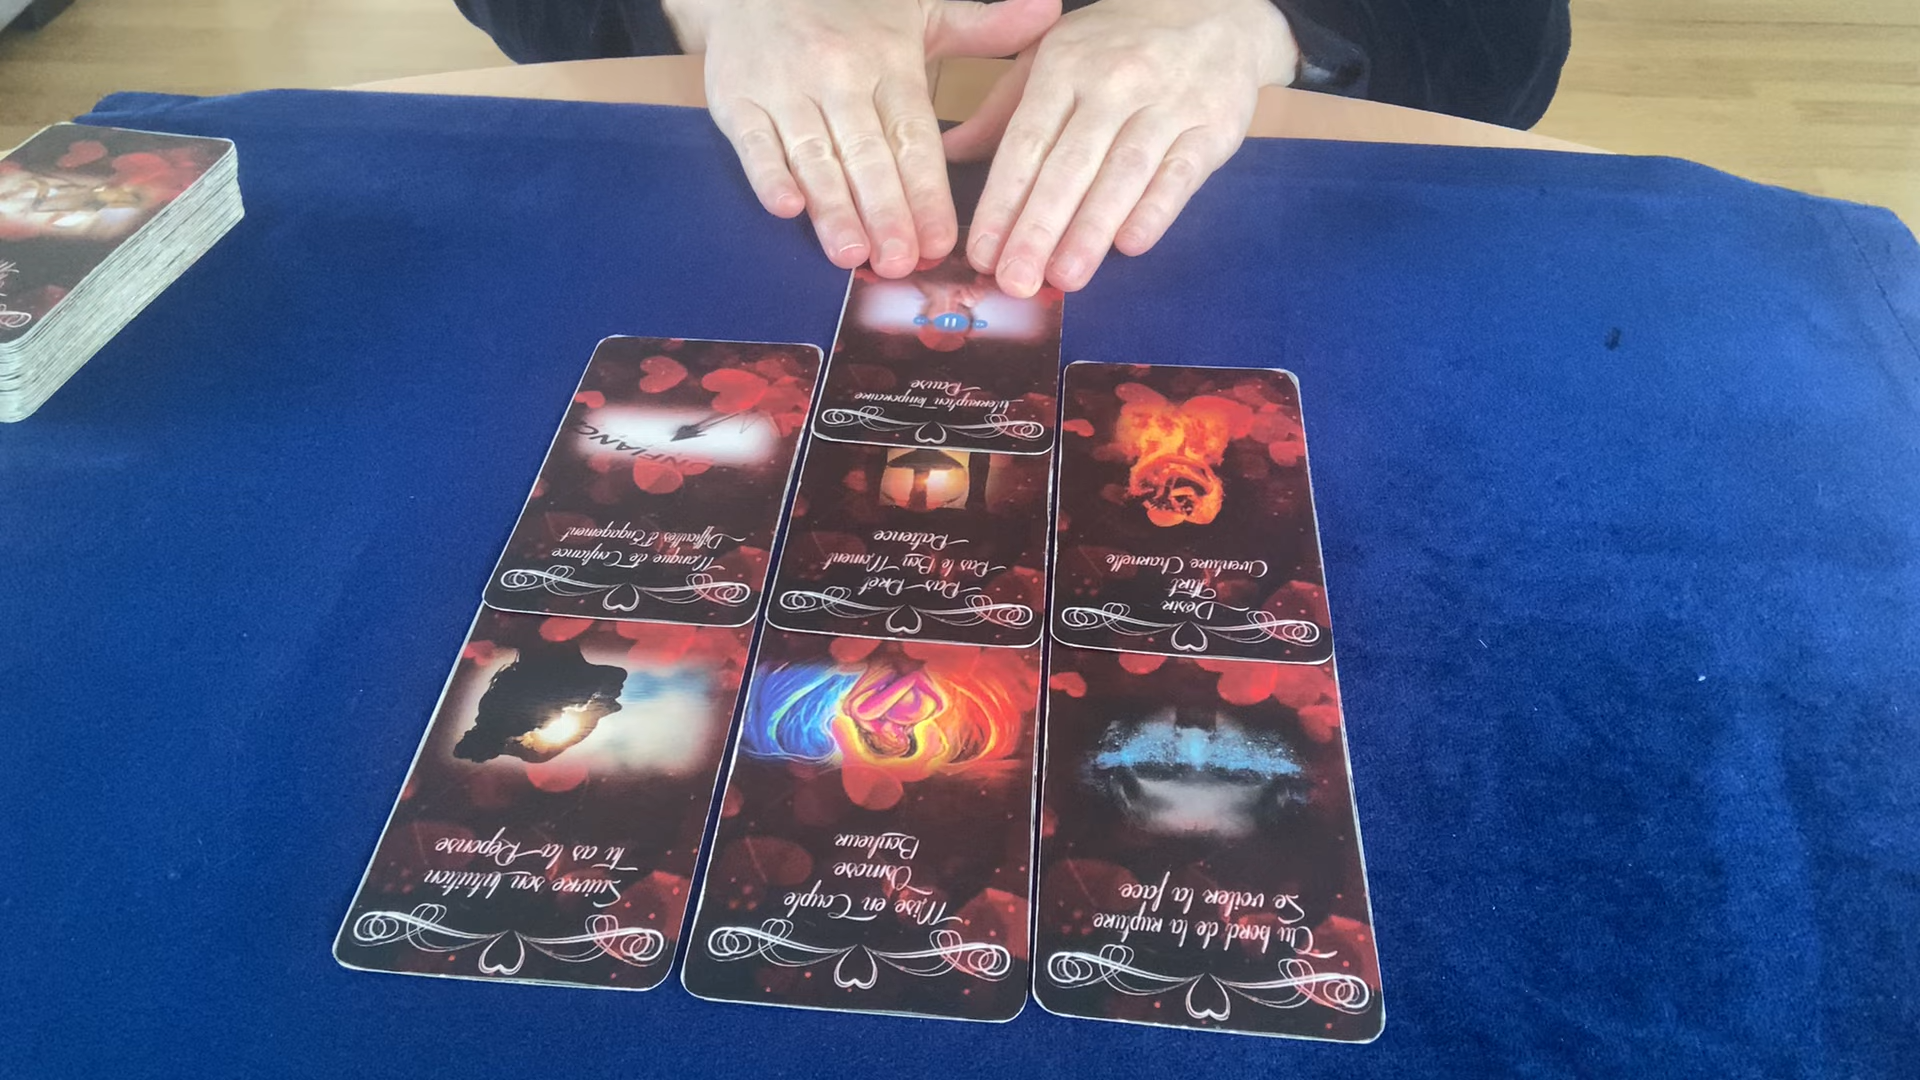 Interruption Temporaire
Pause
Manque de Confiance
Difficultés d'Engagement
Pas Prêt
Pas le Bon Moment
Patience
Désir
Flirt
Aventure Charnelle
Suivre son Intuition
Tu as la Réponse
Mise en Couple
Osmose
Bonheur
Au bord de la rupture
Se voiler la face